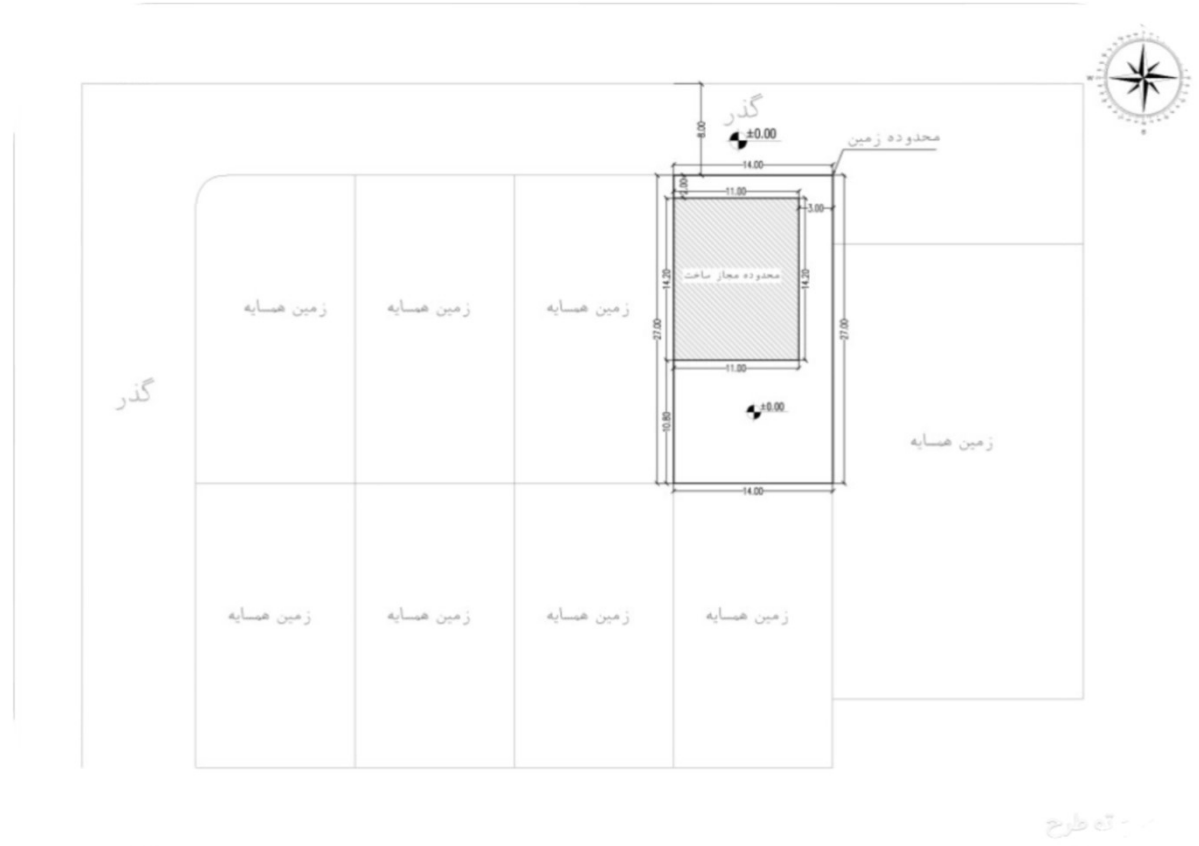 گذر
8.00
±0.00
محدوده زمین
14.00
2.00
11.00
3.00
محدوده مجاز ساخت
14.20
14.20
27.00
27.00
زمین همسایه
زمین همسایه
زمین همسایه
11.00
گذر
10.80
±0.00
زمین همسایه
14.00
زمین همسایه
زمین همسایه
زمین همسایه
زمین همسایه
طرح